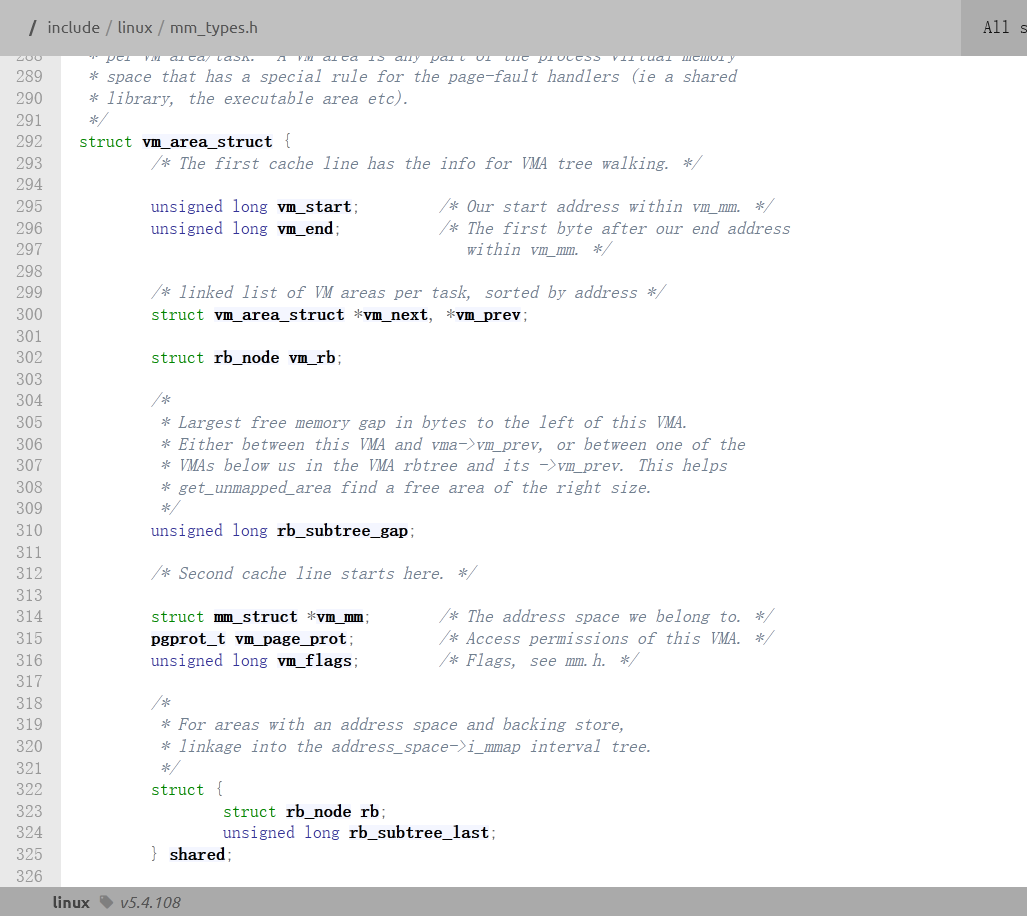 / include / linux / mm_types.h
All s
288 * per VM area/task. A VM area is any part of the process virtual memory
289 * space that has a special rule for the page-fault handlers (ie a shared
290 * library, the executable area etc).
291 */
292 struct vm_area_struct {
293 /* The first cache line has the info for VMA tree walking. */
294
295 unsigned long vm_start; /* Our start address within vm_mm. */
296 unsigned long vm_end; /* The first byte after our end address
297 within vm_mm. */
298
299 /* linked list of VM areas per task, sorted by address */
300 struct vm_area_struct *vm_next, *vm_prev;
301
302 struct rb_node vm_rb;
303
304 /*
305 * Largest free memory gap in bytes to the left of this VMA.
306 * Either between this VMA and vma->vm_prev, or between one of the
307 * VMAs below us in the VMA rbtree and its ->vm_prev. This helps
308 * get_unmapped_area find a free area of the right size.
309 */
310 unsigned long rb_subtree_gap;
311
312 /* Second cache line starts here. */
313
314 struct mm_struct *vm_mm; /* The address space we belong to. */
315 pgprot_t vm_page_prot; /* Access permissions of this VMA. */
316 unsigned long vm_flags; /* Flags, see mm.h. */
317
318 /*
319 * For areas with an address space and backing store,
320 * linkage into the address_space->i_mmap interval tree.
321 */
322 struct {
323 struct rb_node rb;
324 unsigned long rb_subtree_last;
325 } shared;
326
linux v5.4.108